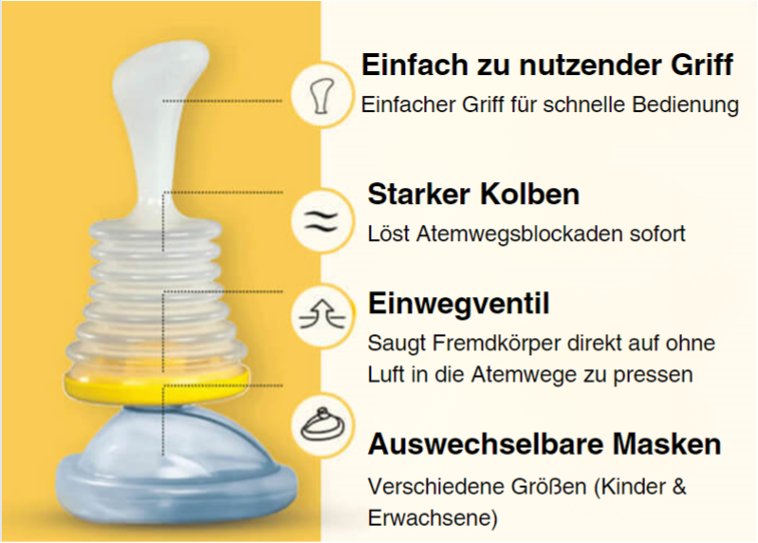 Einfach zu nutzender Griff
Einfacher Griff für schnelle Bedienung
Starker Kolben
Löst Atemwegsblockaden sofort
Einwegventil
Saugt Fremdkörper direkt auf ohne
Luft in die Atemwege zu pressen
Auswechselbare Masken
Verschiedene Größen (Kinder &
Erwachsene)